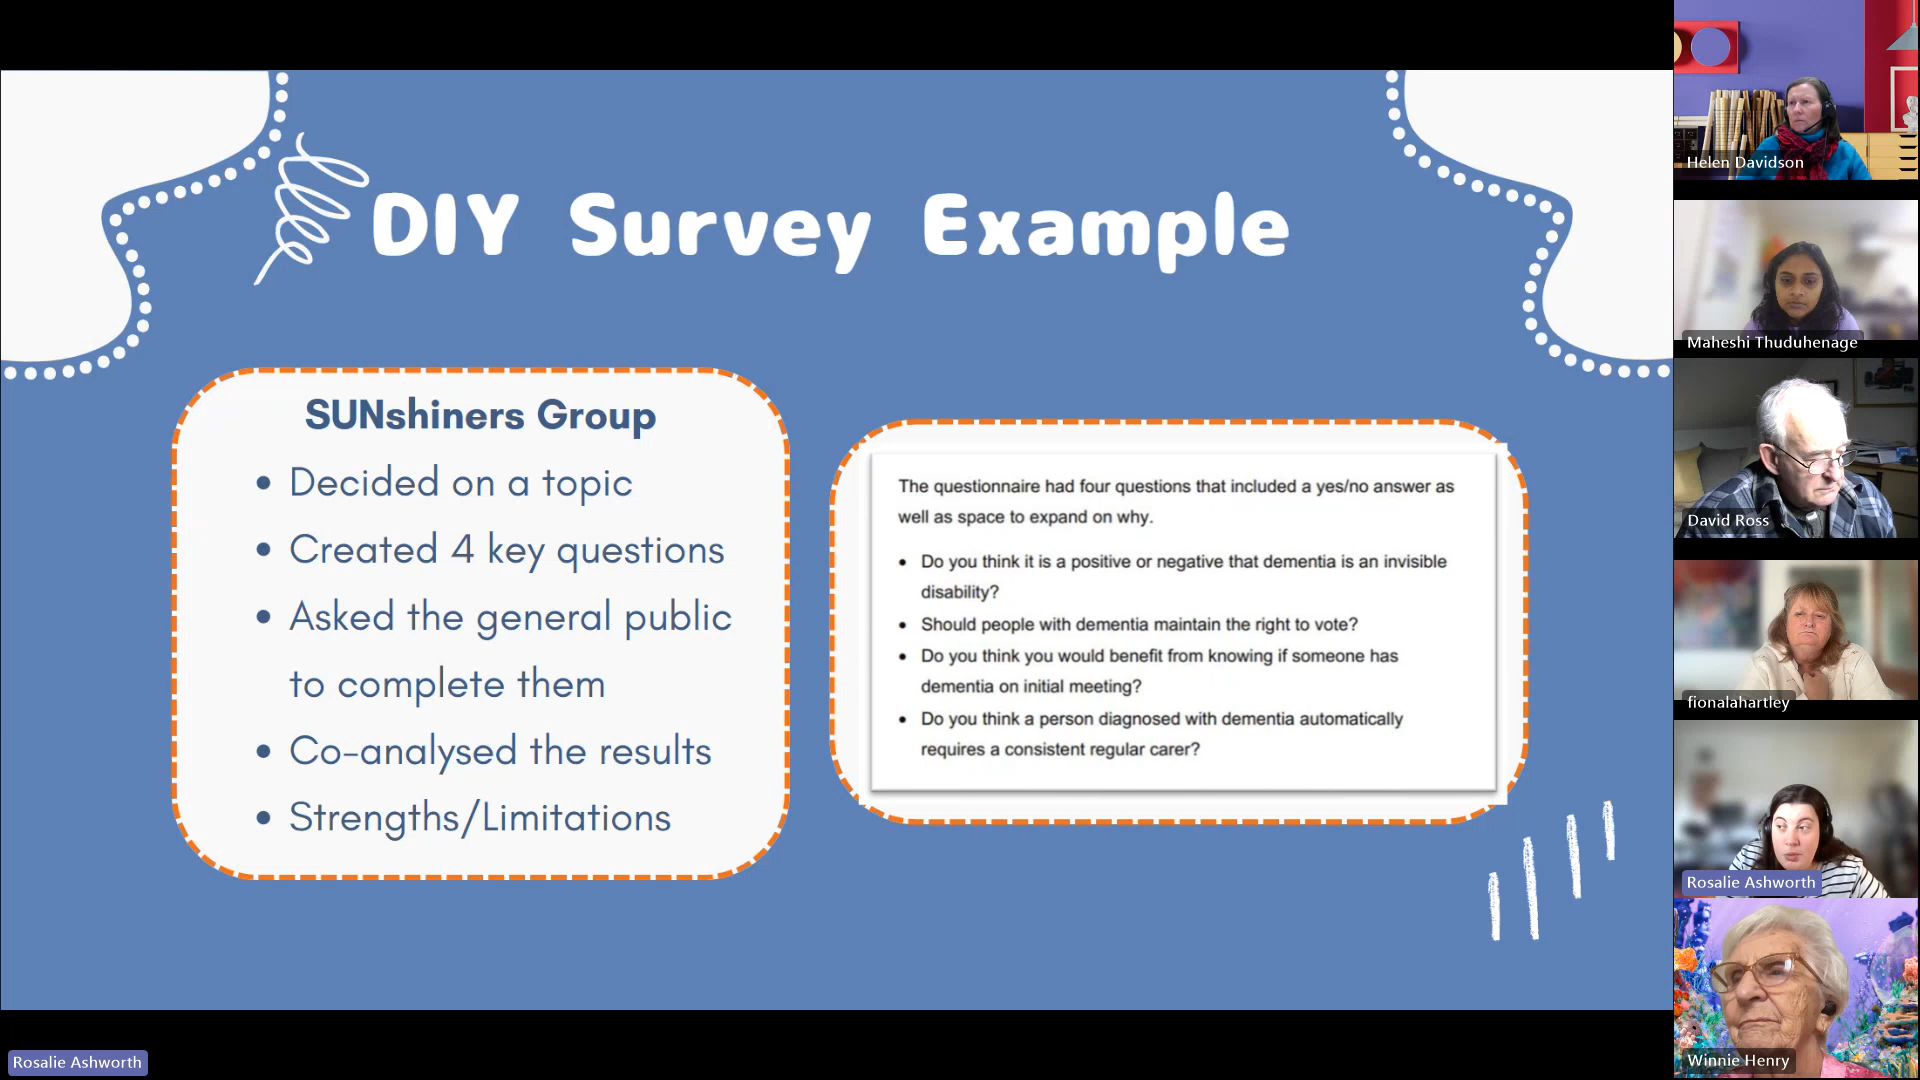 DIY Survey Example
SUNshiners Group
• Decided on a topic
• Created 4 key questions
• Asked the general public
to complete them
• Co-analysed the results
• Strengths/Limitations
The questionnaire had four questions that included a yes/no answer as
well as space to expand on why.
• Do you think it is a positive or negative that dementia is an invisible
disability?
• Should people with dementia maintain the right to vote?
• Do you think you would benefit from knowing if someone has
dementia on initial meeting?
• Do you think a person diagnosed with dementia automatically
requires a consistent regular carer?
Rosalie Ashworth
Helen Davidson
Maheshi Thuduhenage
David Ross
fionalahartley
Rosalie Ashworth
Winnie Henry